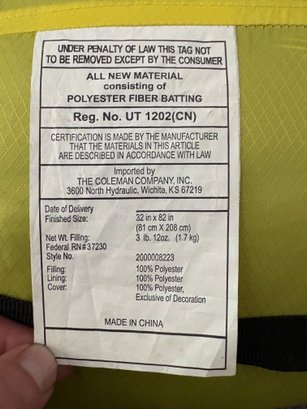 UNDER PENALTY OF LAW THIS TAG NOT
TO BE REMOVED EXCEPT BY THE CONSUMER
ALL NEW MATERIAL
consisting of
POLYESTER FIBER BATTING
Reg. No. UT 1202(CN)
CERTIFICATION IS MADE BY THE MANUFACTURER
THAT THE MATERIALS IN THIS ARTICLE
ARE DESCRIBED IN ACCORDANCE WITH LAW
Imported by
THE COLEMAN COMPANY, INC.
3600 North Hydraulic, Wichita, KS 67219
Date of Delivery
Finished Size: 32 in x 82 in
(81 cm X 208 cm)
Net Wt. Filling: 3 lb. 12oz. (1.7 kg)
Federal RN# 37230
Style No. 2000008223
Filling: 100% Polyester
Lining: 100% Polyester
Cover: 100% Polyester,
Exclusive of Decoration
MADE IN CHINA